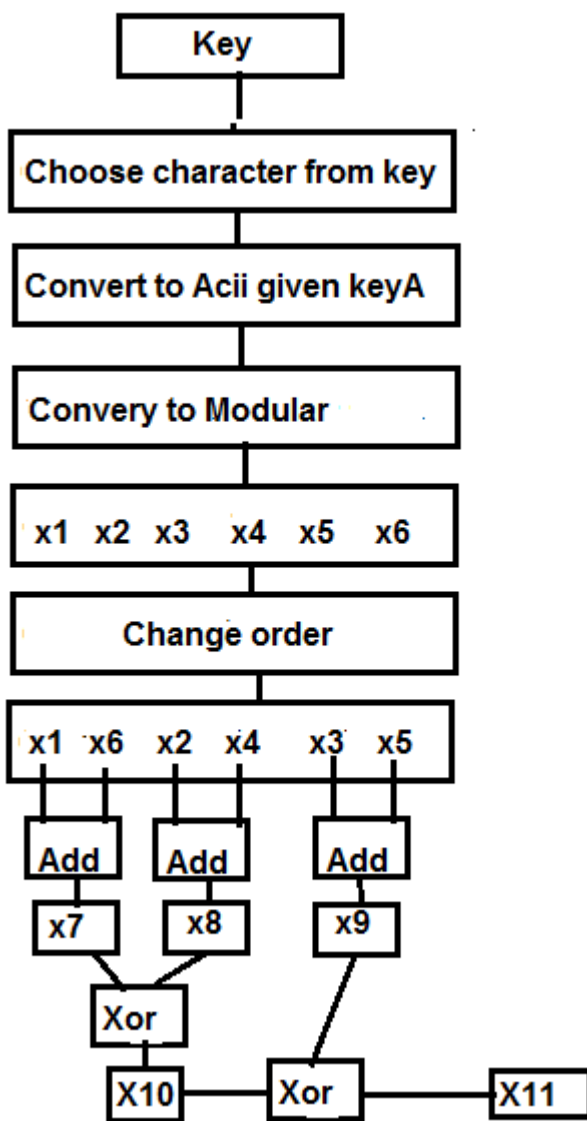 Key
Choose character from key
Convert to Acii given keyA
Convery to Modular
x1 x2 x3 x4 x5 x6
Change order
x1 x6 x2 x4 x3 x5
Add Add Add
x7 x8 x9
Xor
X10 Xor X11